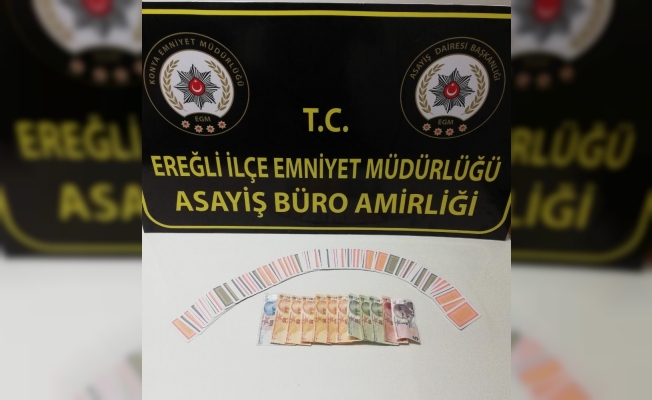 KONYA EMNİYET MÜDÜRLÜĞÜ
EGM
ASAYİŞ DAİRESİ BAŞKANLIĞI
EGM
T.C.
EREĞLİ İLÇE EMNİYET MÜDÜRLÜĞÜ
ASAYİŞ BÜRO AMİRLİĞİ